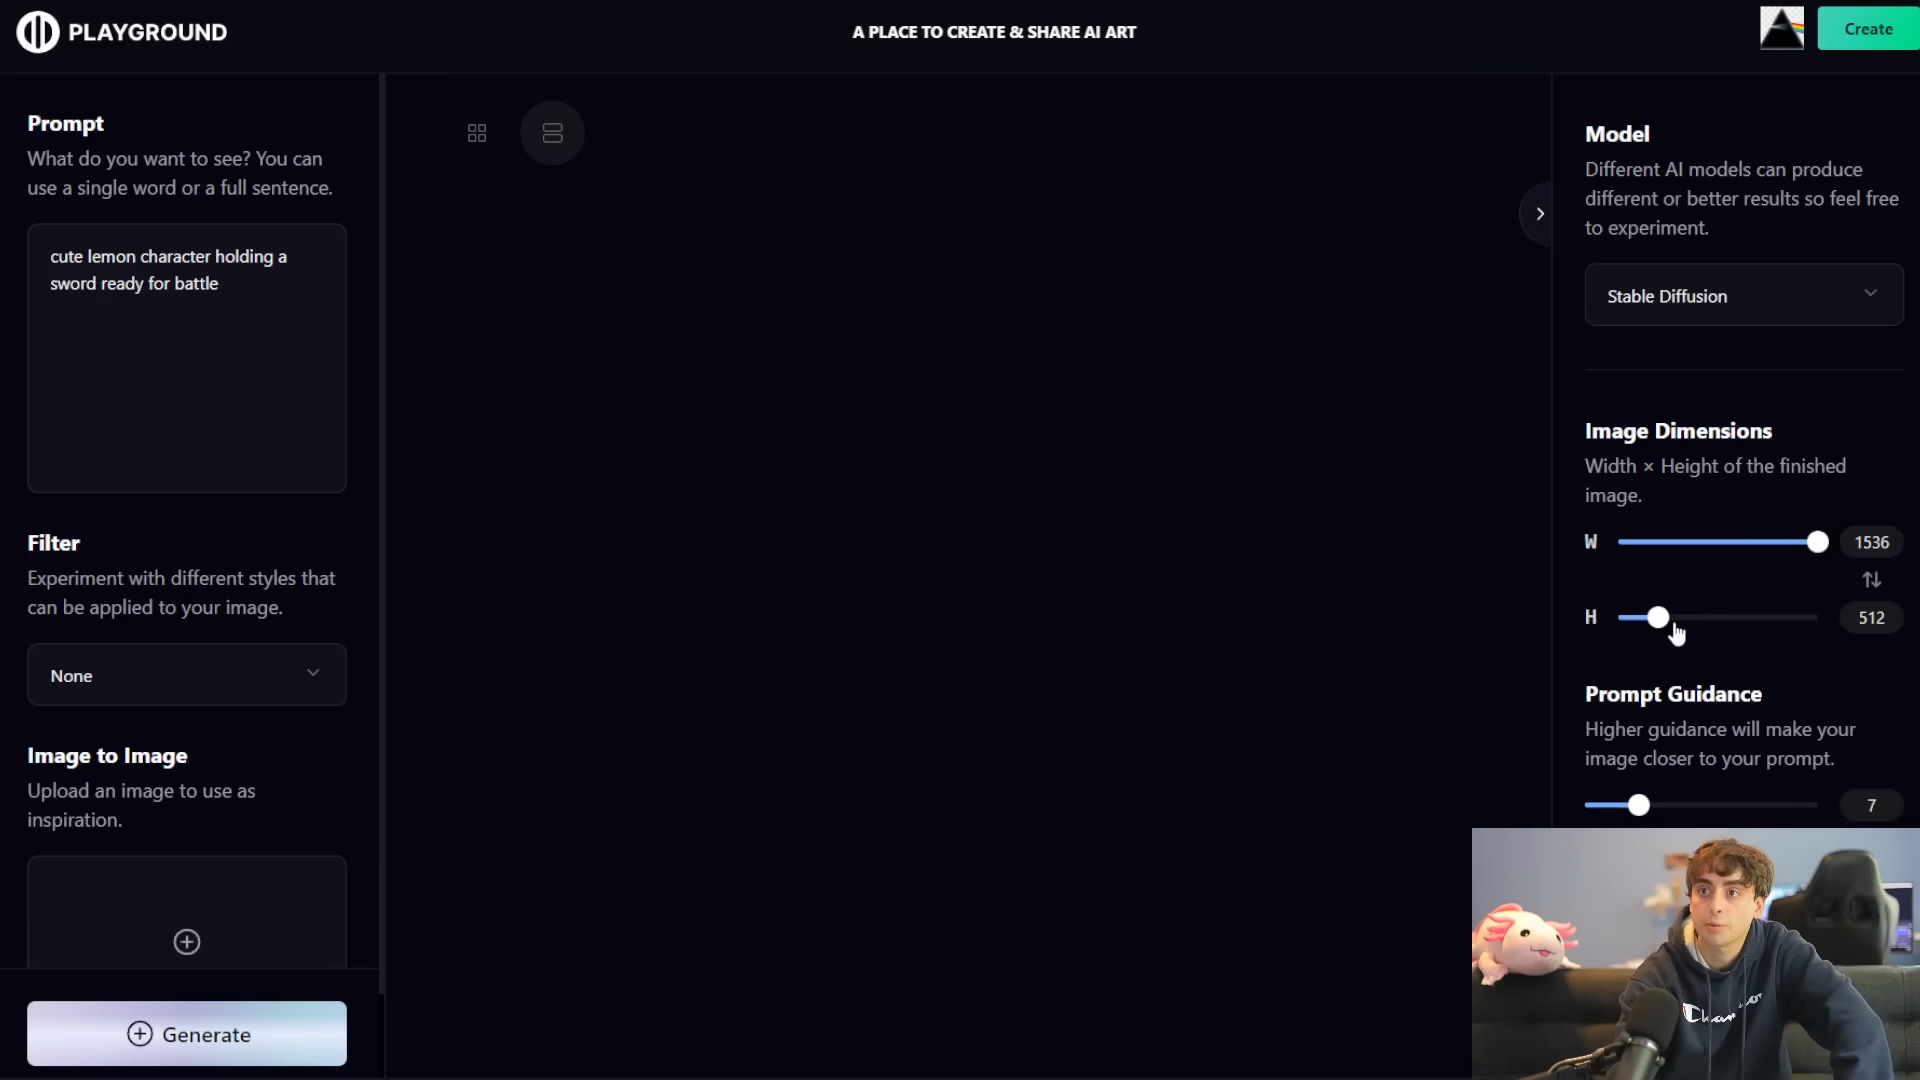 PLAYGROUND
A PLACE TO CREATE & SHARE AI ART
Create
Prompt
What do you want to see? You can
use a single word or a full sentence.
cute lemon character holding a
sword ready for battle
Filter
Experiment with different styles that
can be applied to your image.
None
Image to Image
Upload an image to use as
inspiration.
Generate
Model
Different AI models can produce
different or better results so feel free
to experiment.
Stable Diffusion
Image Dimensions
Width × Height of the finished
image.
W 1536
H 512
Prompt Guidance
Higher guidance will make your
image closer to your prompt.
7